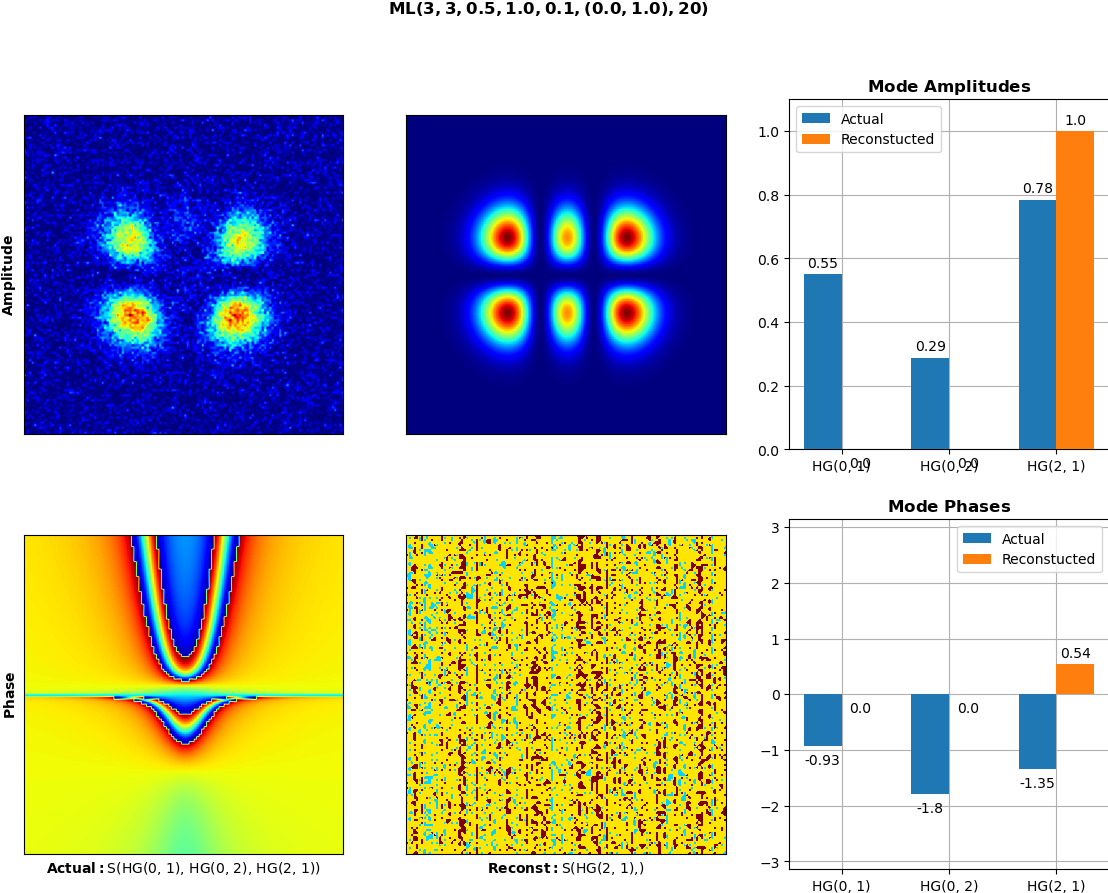 ML(3, 3, 0.5, 1.0, 0.1, (0.0, 1.0), 20)
Amplitude
Mode Amplitudes
Actual
Reconstucted
1.0
0.8
0.6
0.4
0.2
0.0
0.55
0.0
0.29
0.0
0.78
1.0
HG(0, 1)
HG(0, 2)
HG(2, 1)
Phase
Actual: S(HG(0, 1), HG(0, 2), HG(2, 1))
Reconst: S(HG(2, 1),)
Mode Phases
Actual
Reconstucted
3
2
1
0
−1
−2
−3
-0.93
0.0
-1.8
0.0
-1.35
0.54
HG(0, 1)
HG(0, 2)
HG(2, 1)